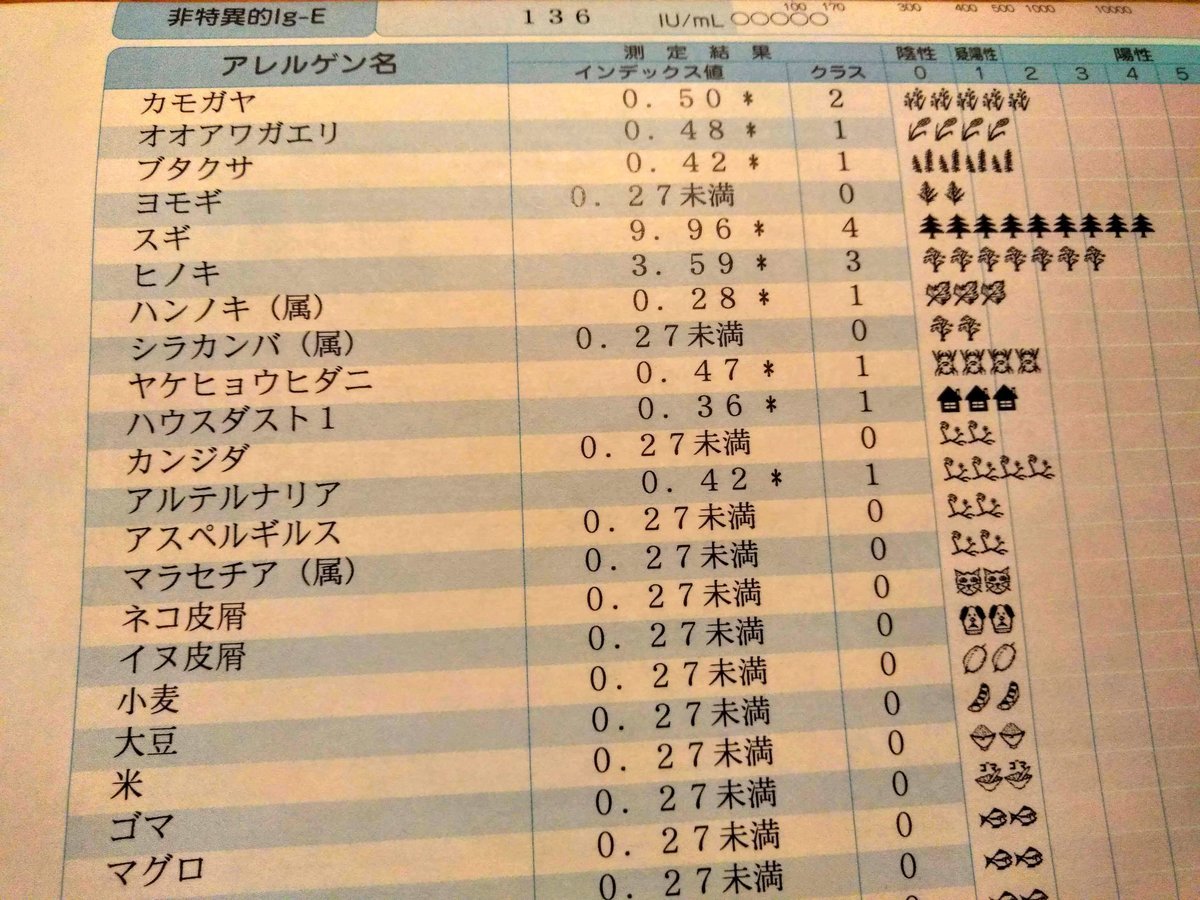 100 170 300 400 500 1000 10000
非特異的Ig-E 136 IU/mL ○○○○○
アレルゲン名 測定結果 陰性 疑陽性 陽性
インデックス値 クラス 0 1 2 3 4 5
カモガヤ 0.50 * 2
オオアワガエリ 0.48 * 1
ブタクサ 0.42 * 1
ヨモギ 0.27未満 0
スギ 9.96 * 4
ヒノキ 3.59 * 3
ハンノキ（属） 0.28 * 1
シラカンバ（属） 0.27未満 0
ヤケヒョウヒダニ 0.47 * 1
ハウスダスト1 0.36 * 1
カンジダ 0.27未満 0
アルテルナリア 0.42 * 1
アスペルギルス 0.27未満 0
マラセチア（属） 0.27未満 0
ネコ皮屑 0.27未満 0
イヌ皮屑 0.27未満 0
小麦 0.27未満 0
大豆 0.27未満 0
米 0.27未満 0
ゴマ 0.27未満 0
マグロ 0.27未満 0
0.27未満 0